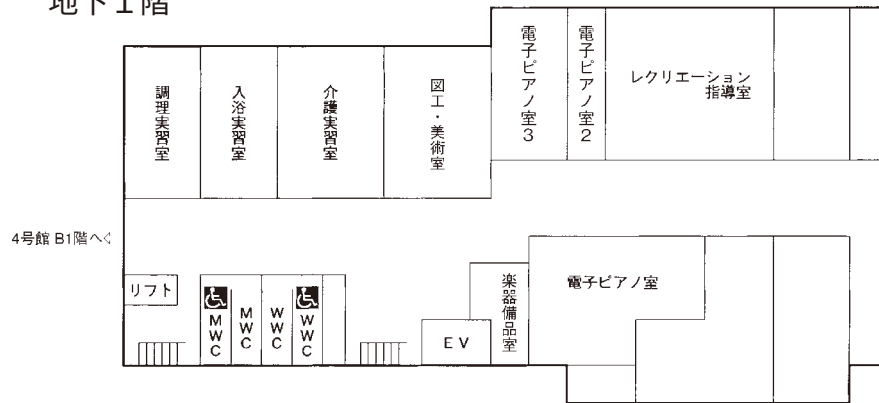 地下1階
調理実習室
入浴実習室
介護実習室
図工・美術室
電子ピアノ室3
電子ピアノ室2
レクリエーション
指導室
4号館 B1階へ
リフト
MWC
MWC
WWC
WWC
EV
楽器備品室
電子ピアノ室